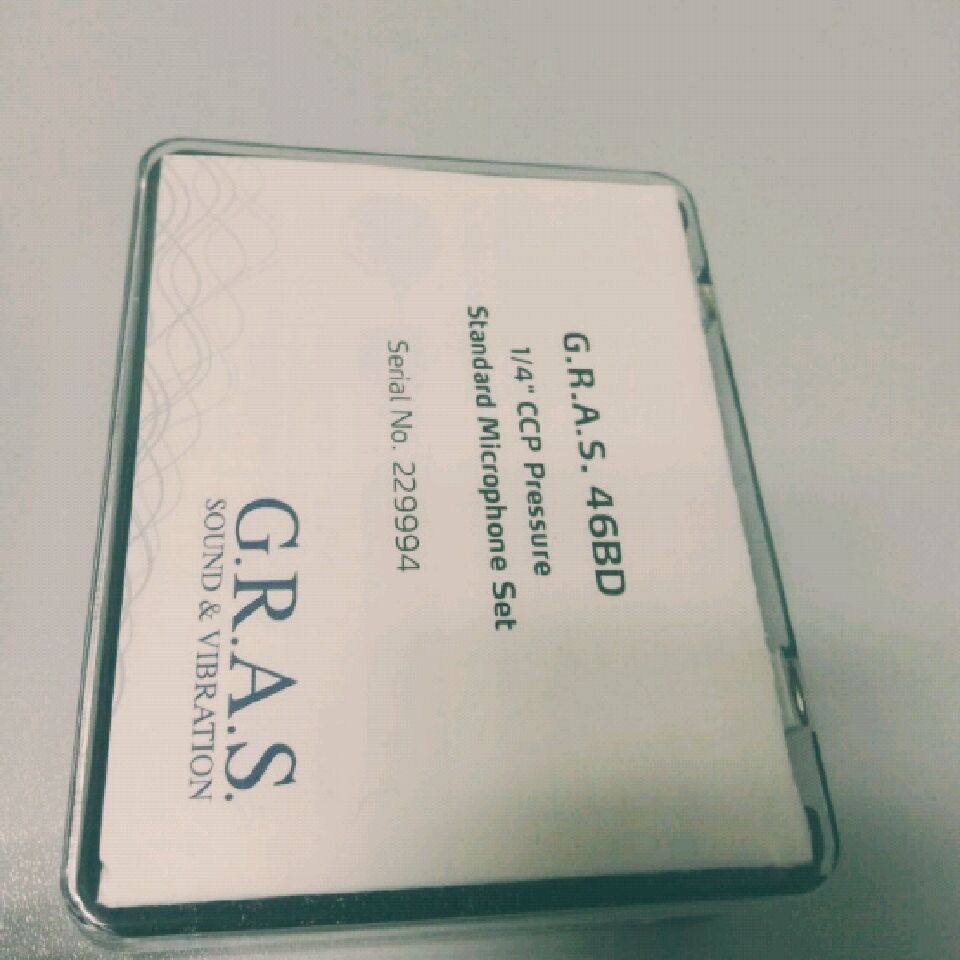 G.R.A.S. 46BD
1/4" CCP Pressure
Standard Microphone Set
Serial No. 229994
G.R.A.S.
SOUND & VIBRATION